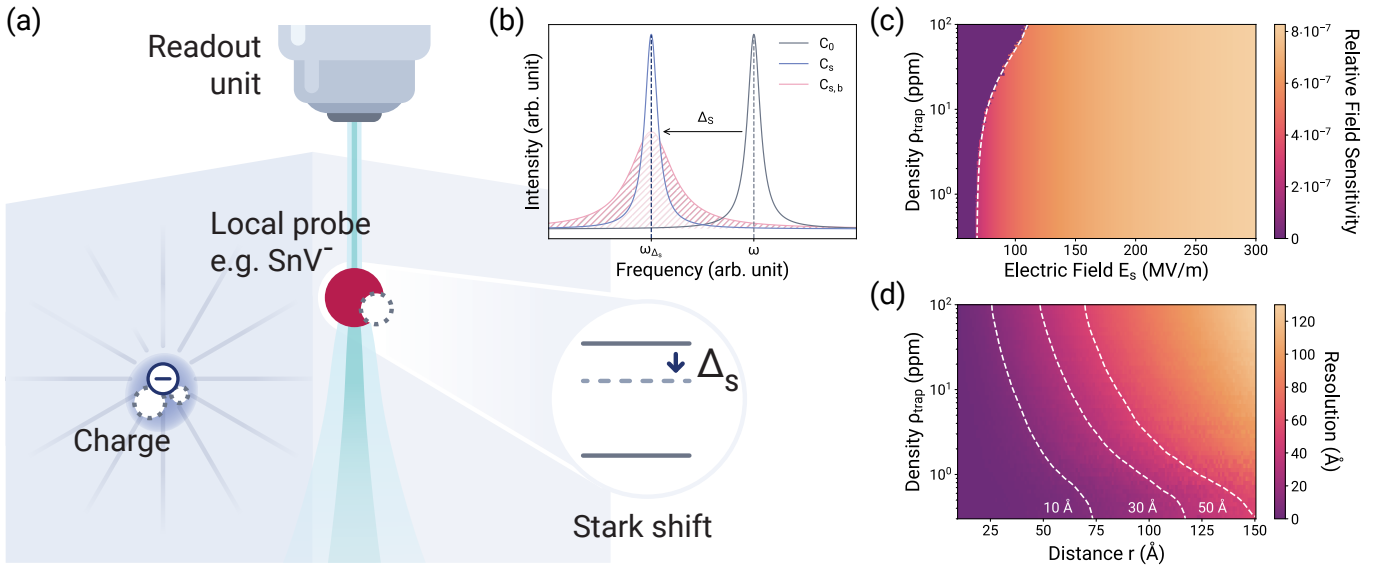 (a)
Readout
unit
Local probe
e.g. SnV⁻
−
Charge
Δs
Stark shift
(b)
Intensity (arb. unit)
C₀
Cₛ
Cₛ,b
Δs
ω_Δs
ω
Frequency (arb. unit)
(c)
Density ρtrap (ppm)
10²
10¹
10⁰
100
150
200
250
300
Electric Field Eₛ (MV/m)
8·10⁻⁷
6·10⁻⁷
4·10⁻⁷
2·10⁻⁷
0
Relative Field Sensitivity
(d)
Density ρtrap (ppm)
10²
10¹
10⁰
10 Å
30 Å
50 Å
25
50
75
100
125
150
Distance r (Å)
120
100
80
60
40
20
0
Resolution (Å)